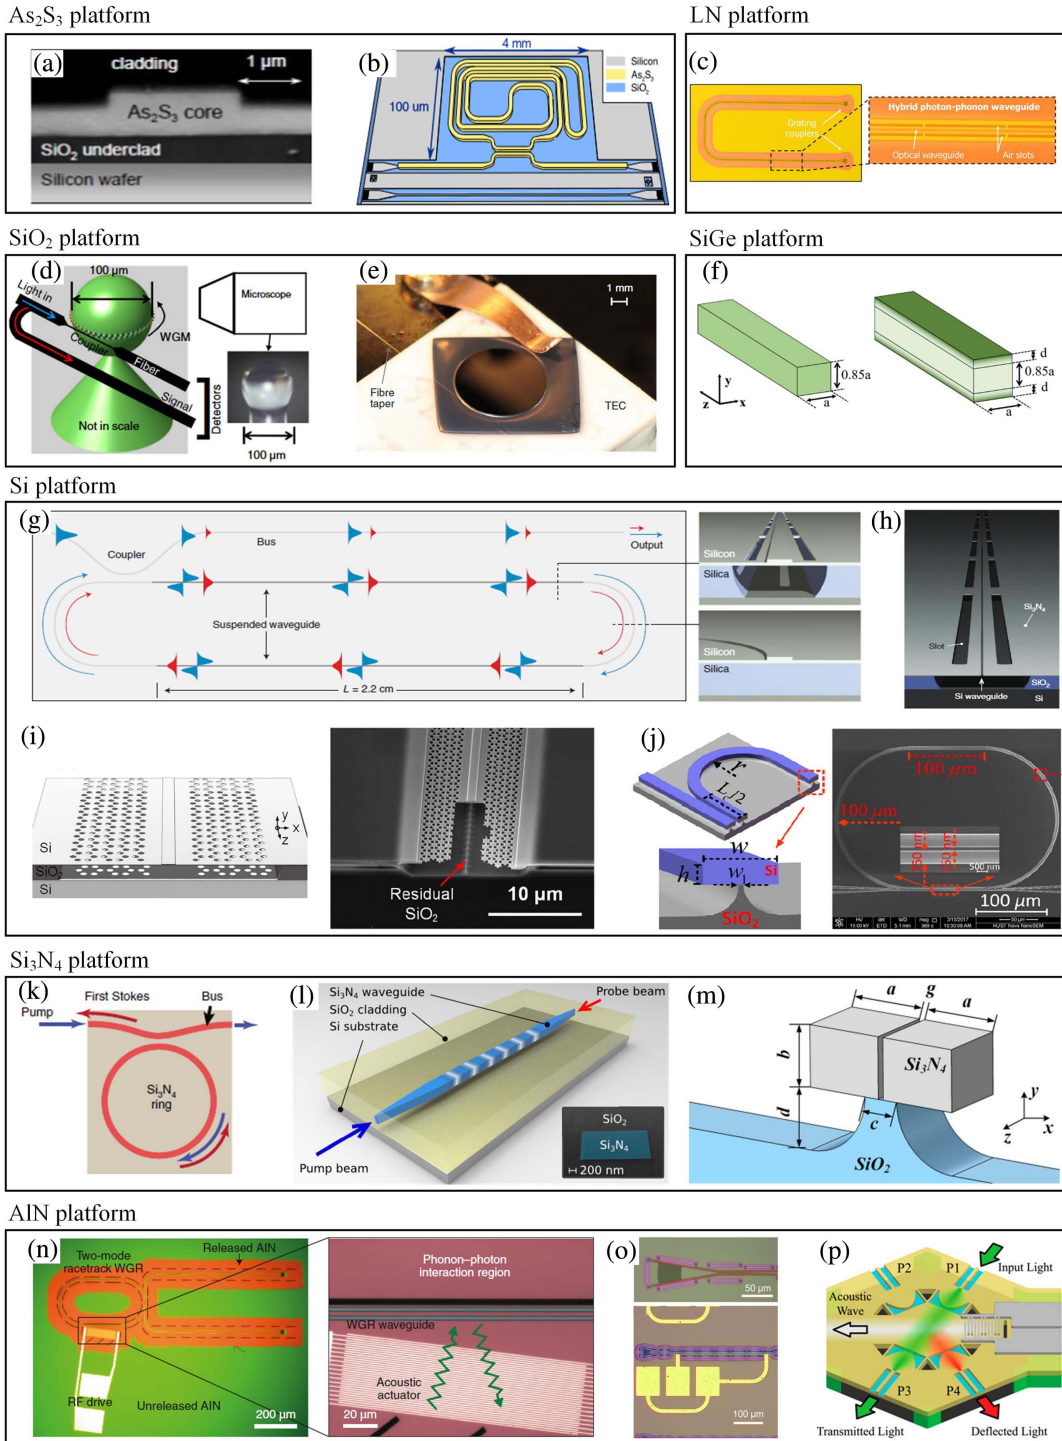 As₂S₃ platform
LN platform
(a)
cladding
1 µm
As₂S₃ core
SiO₂ underclad
Silicon wafer
(b)
4 mm
100 um
Silicon
As₂S₃
SiO₂
(c)
Grating
couplers
Hybrid photon-phonon waveguide
Optical waveguide
Air slots
SiO₂ platform
SiGe platform
(d)
100 µm
Light in
Coupler
WGM
Fiber
Signal
Detectors
Not in scale
Microscope
100 µm
(e)
1 mm
Fibre
taper
TEC
(f)
y
z
x
0.85a
a
d
0.85a
d
a
Si platform
(g)
Coupler
Bus
Output
Suspended waveguide
L = 2.2 cm
Silicon
Silica
Silicon
Silica
(h)
Si₃N₄
Slot
SiO₂
Si waveguide
Si
(i)
Si
SiO₂
Si
y
x
z
Residual
SiO₂
10 µm
(j)
r
L꜀/2
w
h
w
Si
SiO₂
100 µm
100 µm
500 nm
100 µm
HUST Nova NanoSEM
Si₃N₄ platform
(k)
First Stokes
Bus
Pump
Si₃N₄
ring
(l)
Si₃N₄ waveguide
SiO₂ cladding
Si substrate
Probe beam
Pump beam
SiO₂
Si₃N₄
200 nm
(m)
a
g
a
b
Si₃N₄
d
c
SiO₂
y
x
z
AlN platform
(n)
Two-mode
racetrack WGR
Released AlN
RF drive
Unreleased AlN
200 µm
Phonon–photon
interaction region
WGR waveguide
Acoustic
actuator
20 µm
(o)
50 µm
100 µm
(p)
P2
P1
Input Light
Acoustic
Wave
P3
P4
Transmitted Light
Deflected Light